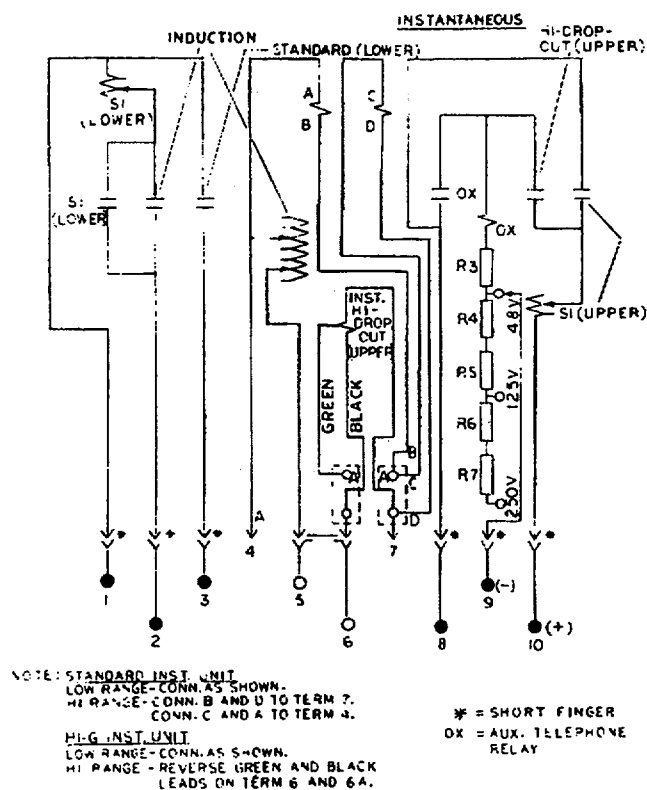 INSTANTANEOUS
INDUCTION
STANDARD (LOWER)
HI-DROP-
CUT (UPPER)
SI
(LOWER)
A
B
C
D
SI
(LOWER)
OX
OX
R3
R4
R5
R6
R7
48V
125V
250V
SI (UPPER)
INST.
HI-
DROP
CUT
UPPER
GREEN
BLACK
A
A
B
C
D
A
*
*
*
*
*
*
1
2
3
4
5
6
7
8
9 (-)
10 (+)
NOTE: STANDARD INST. UNIT
LOW RANGE-CONN. AS SHOWN.
HI RANGE-CONN. B AND D TO TERM 7.
CONN. C AND A TO TERM 4.
HI-G INST. UNIT
LOW RANGE-CONN. AS SHOWN.
HI RANGE - REVERSE GREEN AND BLACK
LEADS ON TERM 6 AND 6A.
* = SHORT FINGER
OX = AUX. TELEPHONE
RELAY